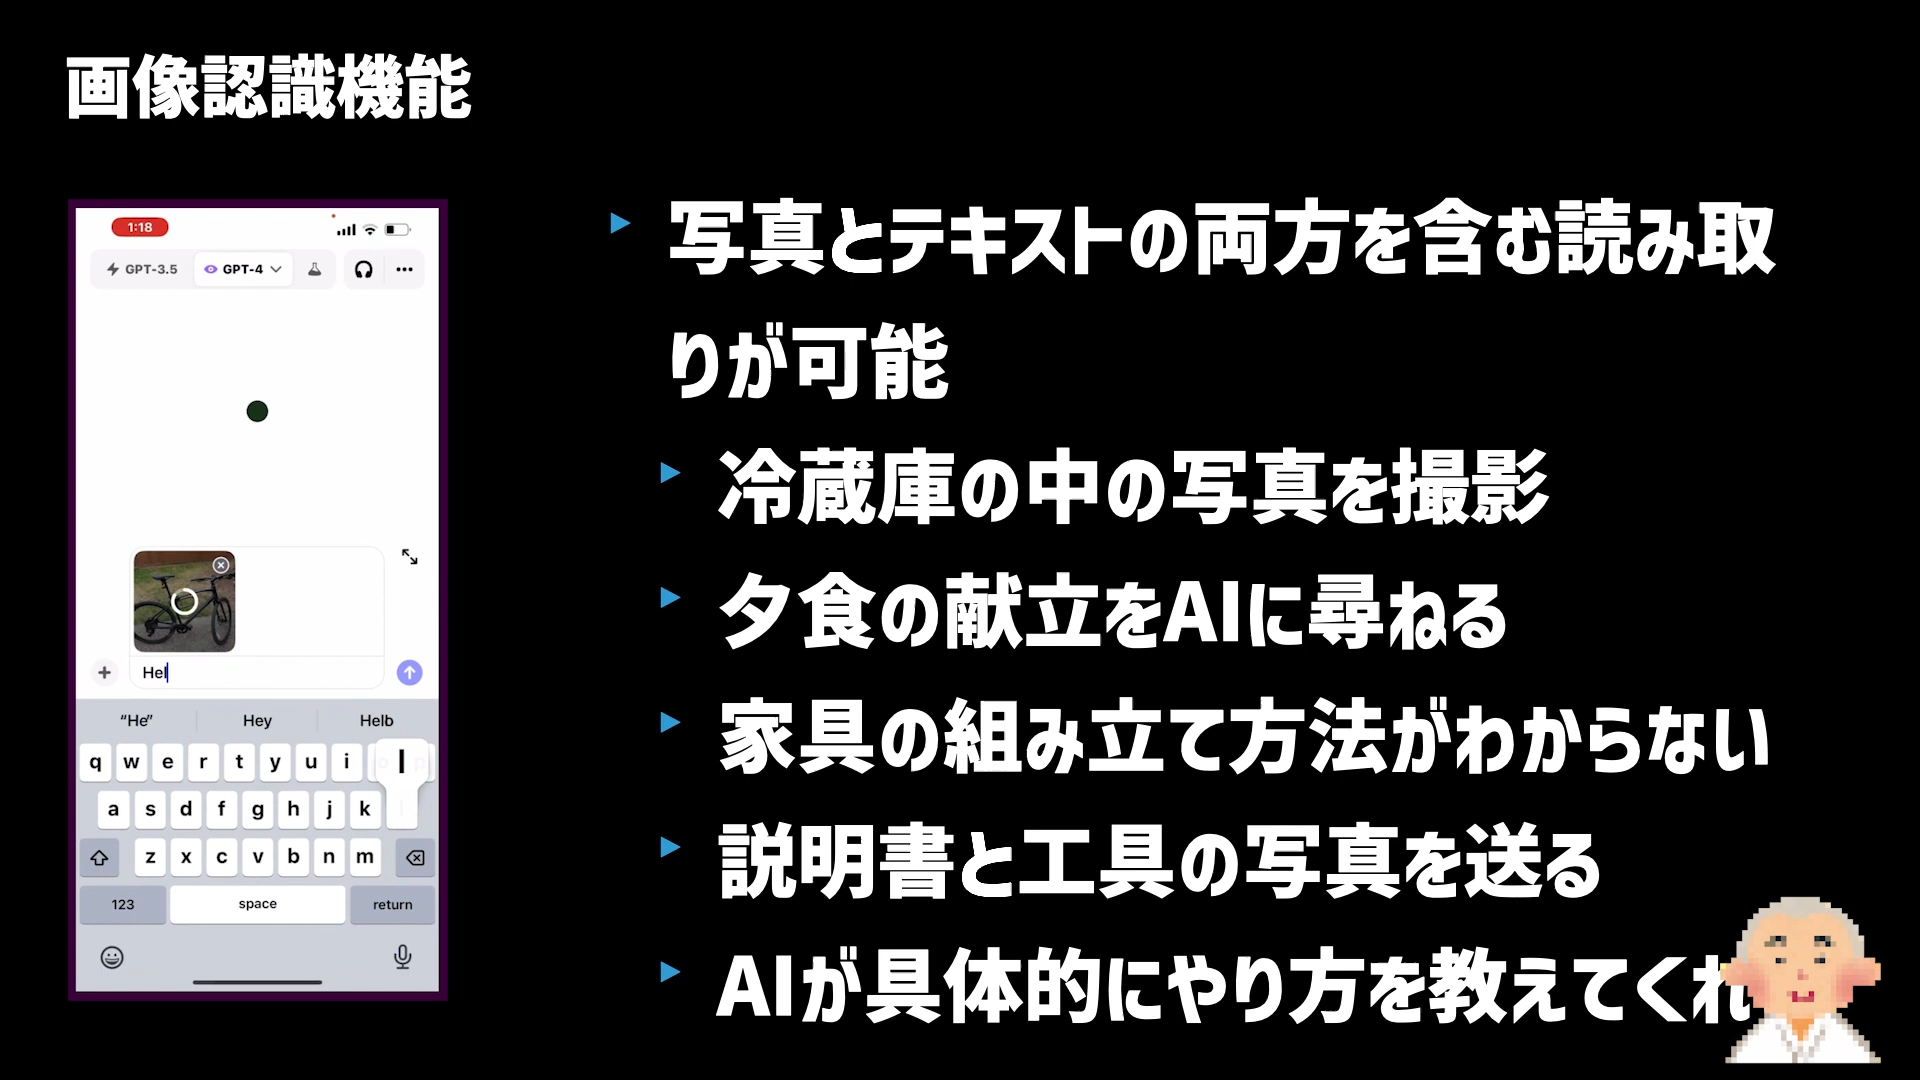 画像認識機能
写真とテキストの両方を含む読み取
りが可能
冷蔵庫の中の写真を撮影
夕食の献立をAIに尋ねる
家具の組み立て方法がわからない
説明書と工具の写真を送る
AIが具体的にやり方を教えてくれ
1:18
GPT-3.5 GPT-4
Hel
“He” Hey Helb
q w e r t y u i l
a s d f g h j k
z x c v b n m
123 space return